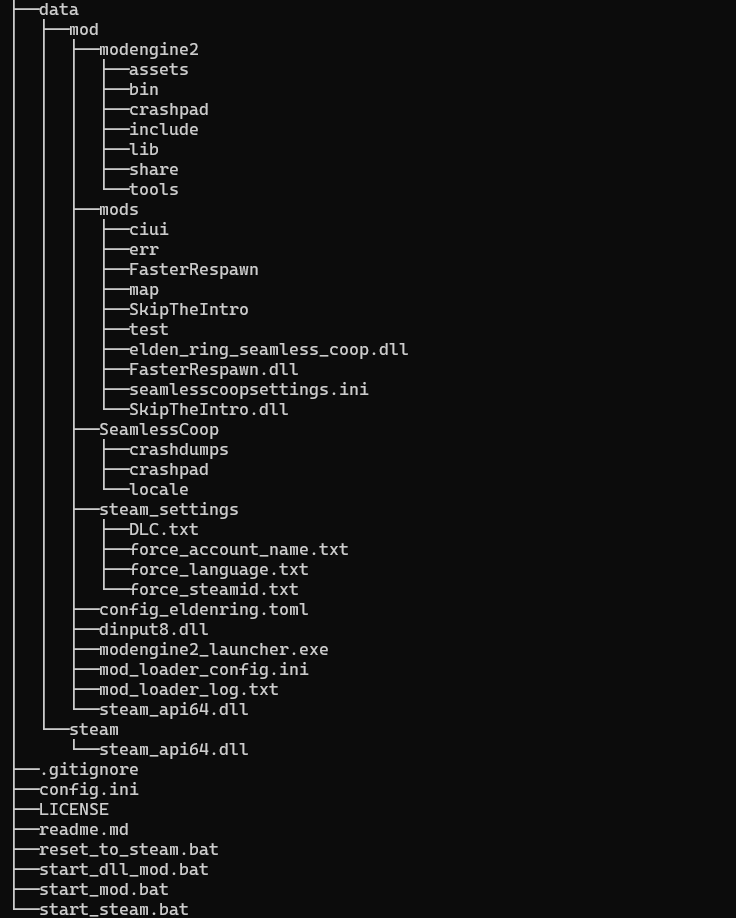 data
mod
modengine2
assets
bin
crashpad
include
lib
share
tools
mods
ciui
err
FasterRespawn
map
SkipTheIntro
test
elden_ring_seamless_coop.dll
FasterRespawn.dll
seamlesscoopsettings.ini
SkipTheIntro.dll
SeamlessCoop
crashdumps
crashpad
locale
steam_settings
DLC.txt
force_account_name.txt
force_language.txt
force_steamid.txt
config_eldenring.toml
dinput8.dll
modengine2_launcher.exe
mod_loader_config.ini
mod_loader_log.txt
steam_api64.dll
steam
steam_api64.dll
.gitignore
config.ini
LICENSE
readme.md
reset_to_steam.bat
start_dll_mod.bat
start_mod.bat
start_steam.bat